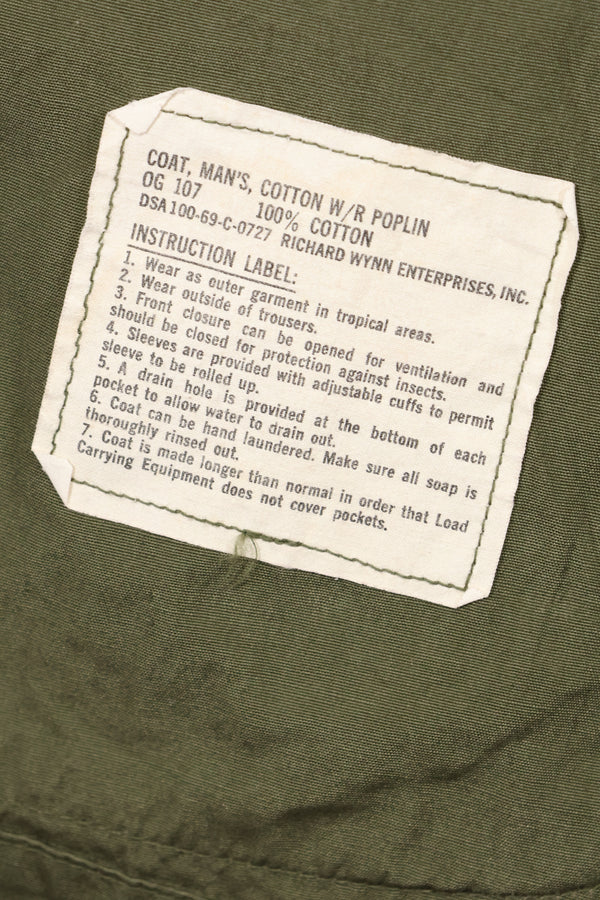 COAT, MAN'S, COTTON W/R POPLIN
OG 107 100% COTTON
DSA100-69-C-0727 RICHARD WYNN ENTERPRISES, INC.
INSTRUCTION LABEL:
1. Wear as outer garment in tropical areas.
2. Wear outside of trousers.
3. Front closure can be opened for ventilation and
should be closed for protection against insects.
4. Sleeves are provided with adjustable cuffs to permit
sleeve to be rolled up.
5. A drain hole is provided at the bottom of each
pocket to allow water to drain out.
6. Coat can be hand laundered. Make sure all soap is
thoroughly rinsed out.
7. Coat is made longer than normal in order that Load
Carrying Equipment does not cover pockets.